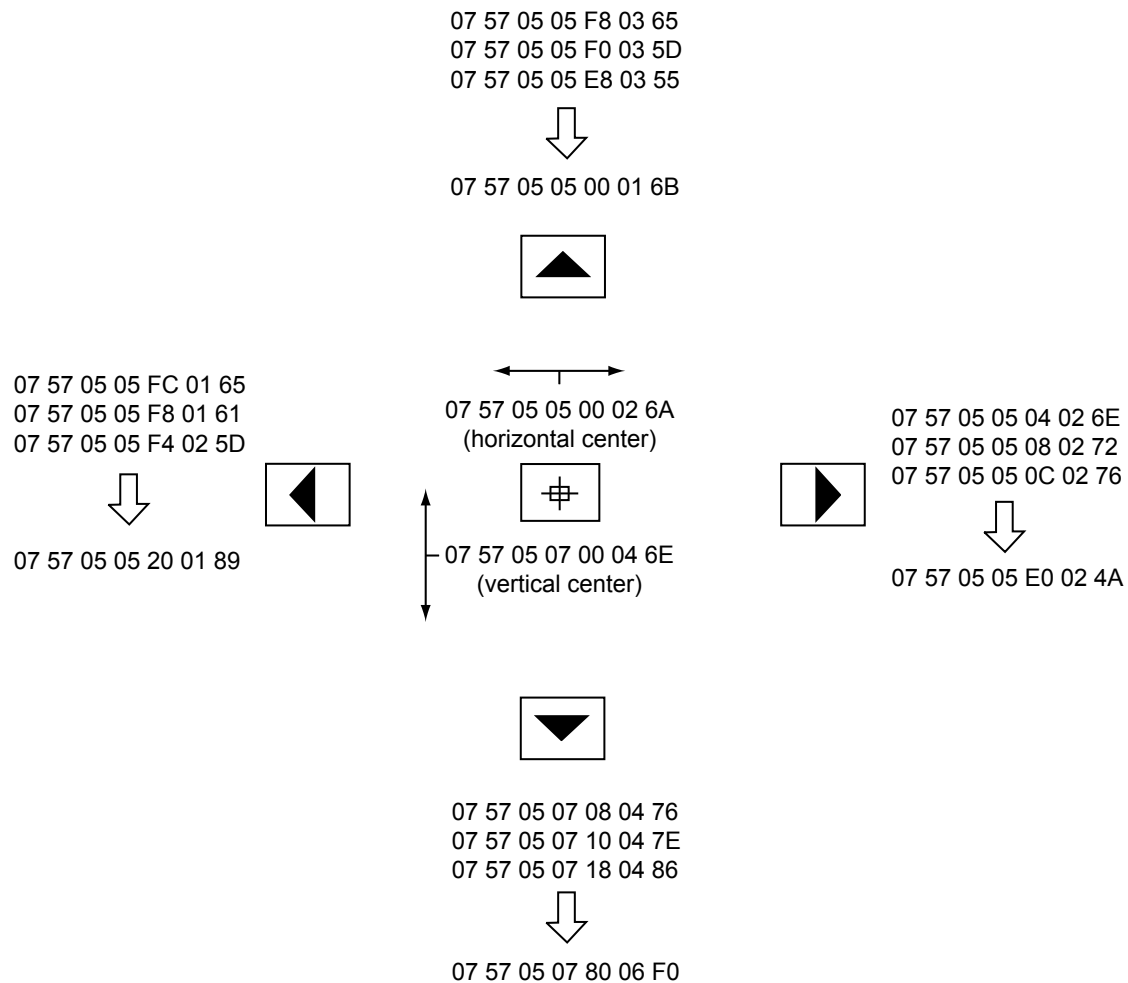 07 57 05 05 F8 03 65
07 57 05 05 F0 03 5D
07 57 05 05 E8 03 55
07 57 05 05 00 01 6B
07 57 05 05 FC 01 65
07 57 05 05 F8 01 61
07 57 05 05 F4 02 5D
07 57 05 05 20 01 89
07 57 05 05 00 02 6A
(horizontal center)
07 57 05 07 00 04 6E
(vertical center)
07 57 05 05 04 02 6E
07 57 05 05 08 02 72
07 57 05 05 0C 02 76
07 57 05 05 E0 02 4A
07 57 05 07 08 04 76
07 57 05 07 10 04 7E
07 57 05 07 18 04 86
07 57 05 07 80 06 F0